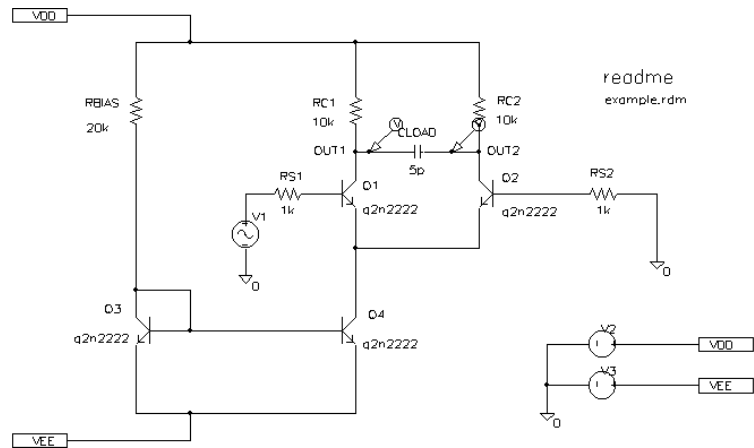 VDD
RBIAS
20k
RC1
10k
RC2
10k
readme
example.rdm
V
CLOAD
V
OUT1
OUT2
5p
RS1
1k
Q1
q2n2222
Q2
q2n2222
RS2
1k
V1
0
0
Q3
q2n2222
Q4
q2n2222
V2
VDD
V3
VEE
0
VEE